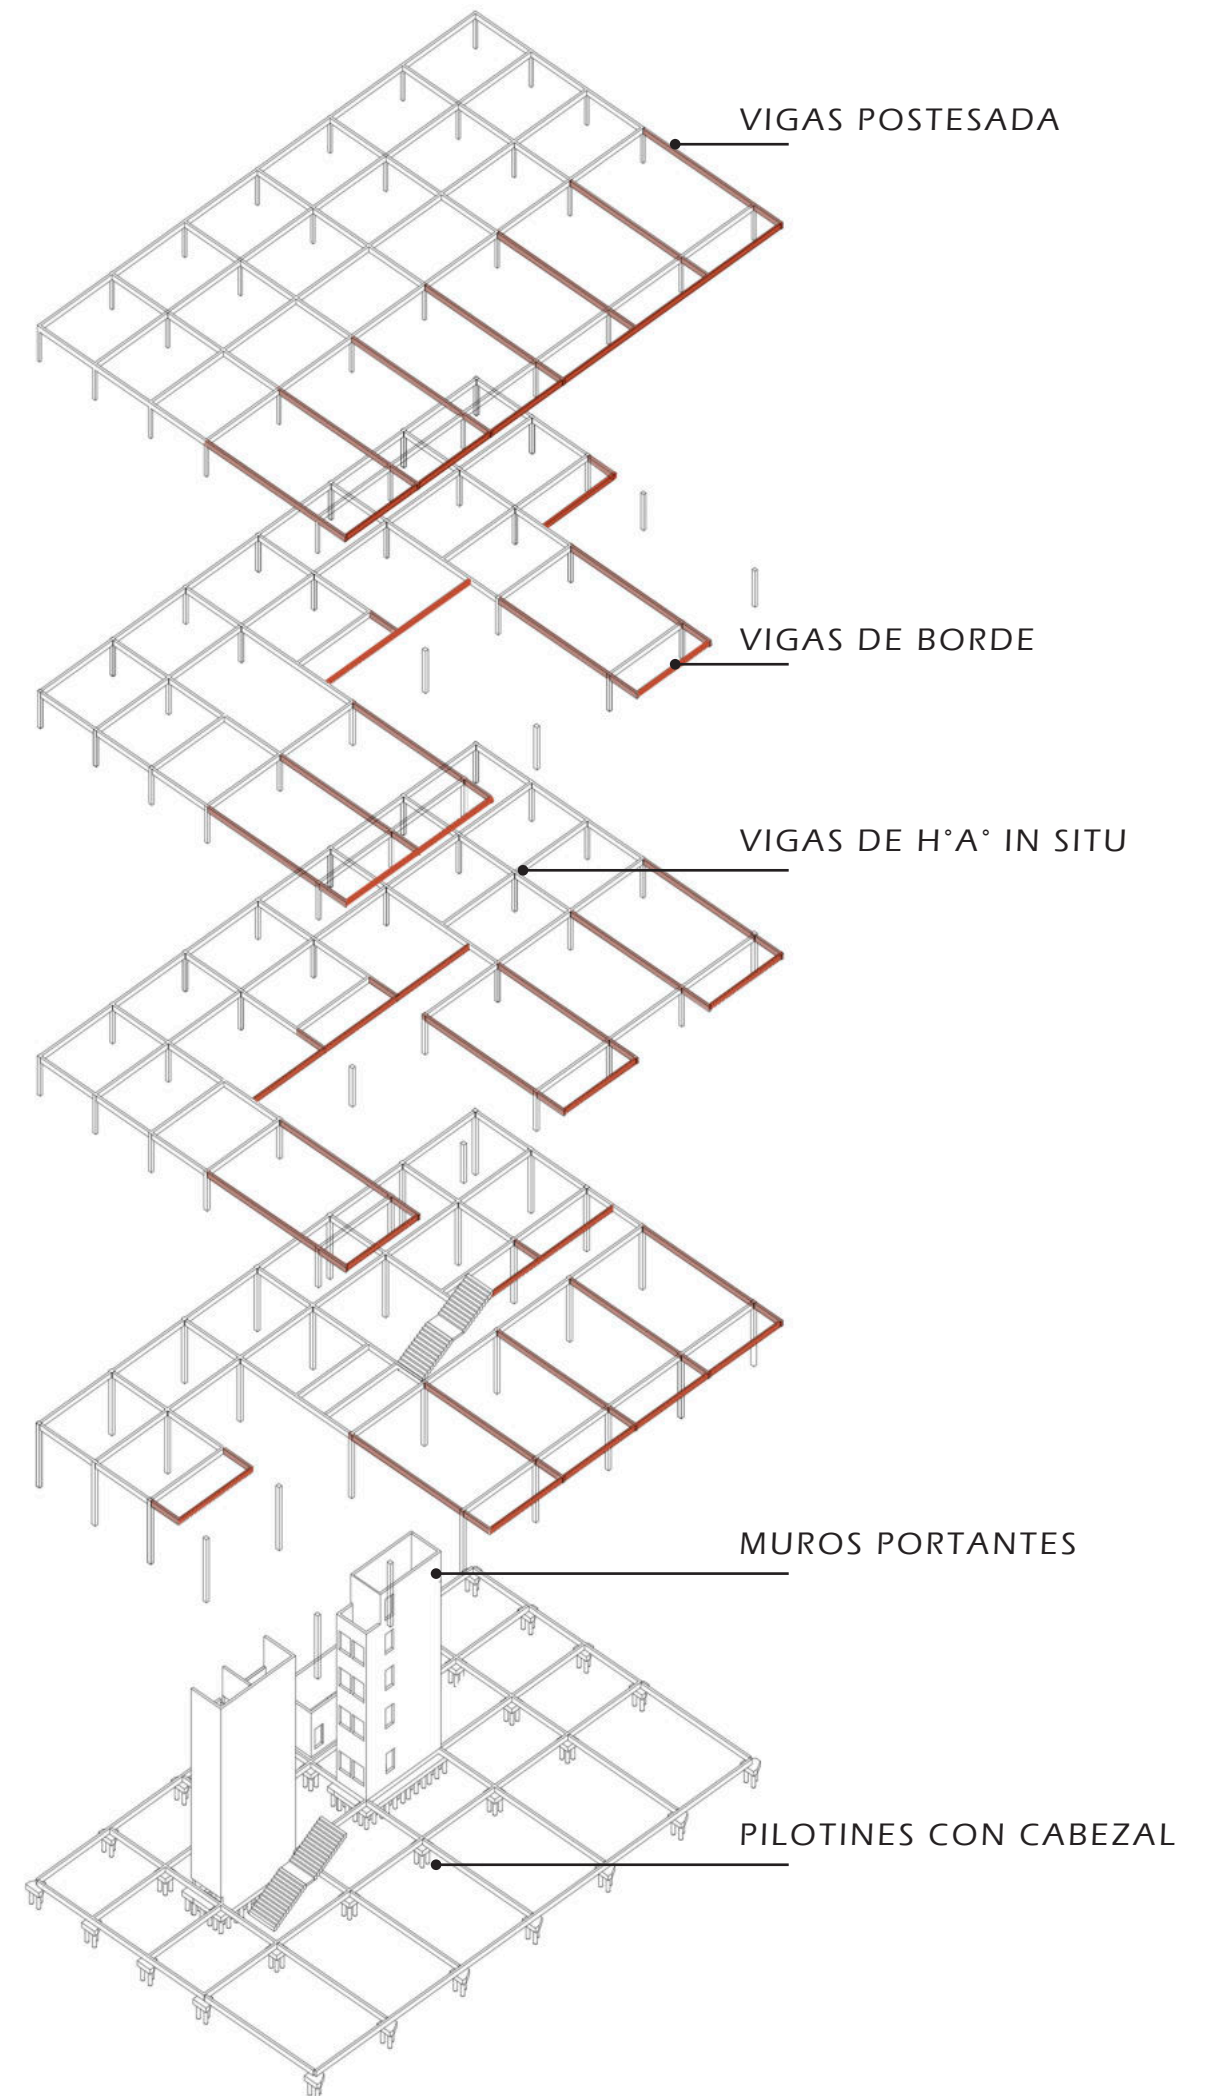 VIGAS POSTESADA
VIGAS DE BORDE
VIGAS DE H°A° IN SITU
MUROS PORTANTES
PILOTINES CON CABEZAL